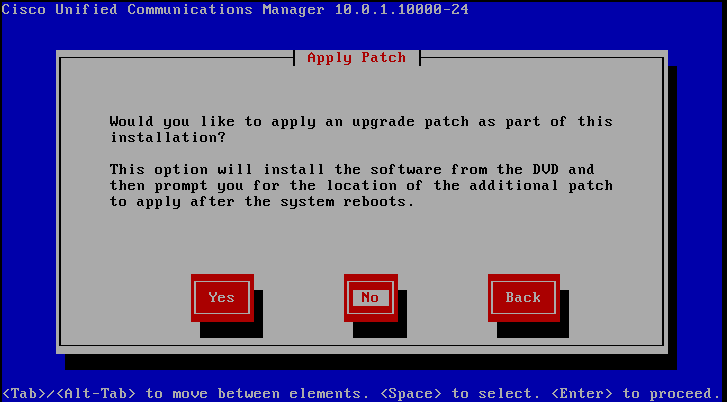 Cisco Unified Communications Manager 10.0.1.10000-24
Apply Patch
Would you like to apply an upgrade patch as part of this
installation?
This option will install the software from the DVD and
then prompt you for the location of the additional patch
to apply after the system reboots.
Yes
No
Back
<Tab>/<Alt-Tab> to move between elements. <Space> to select. <Enter> to proceed.